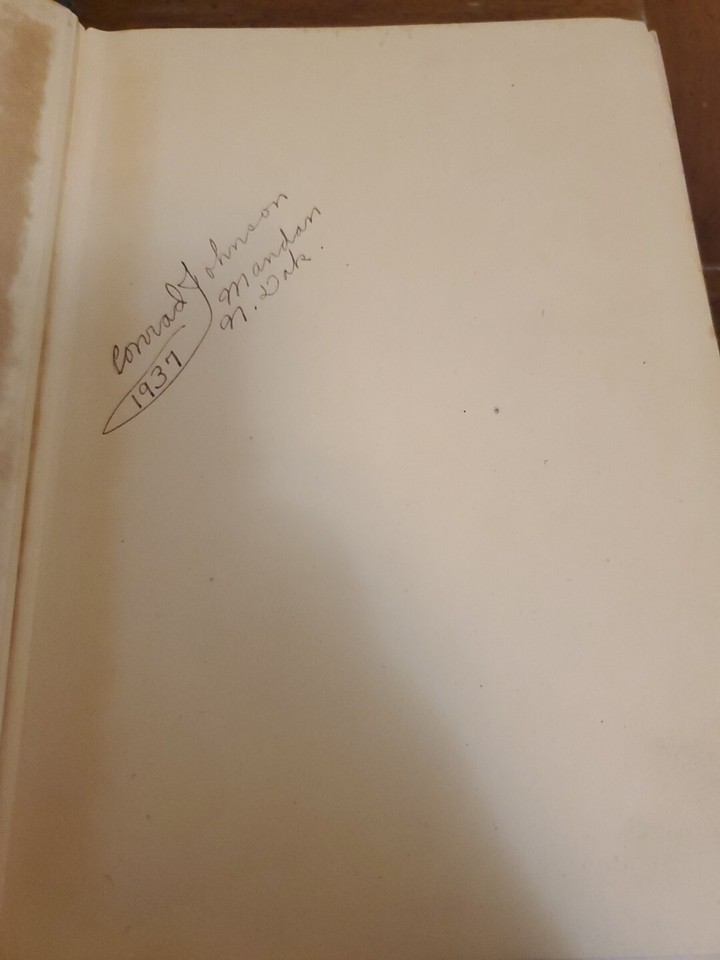 Conrad Johnson
Mandan
N. Dak.
1937